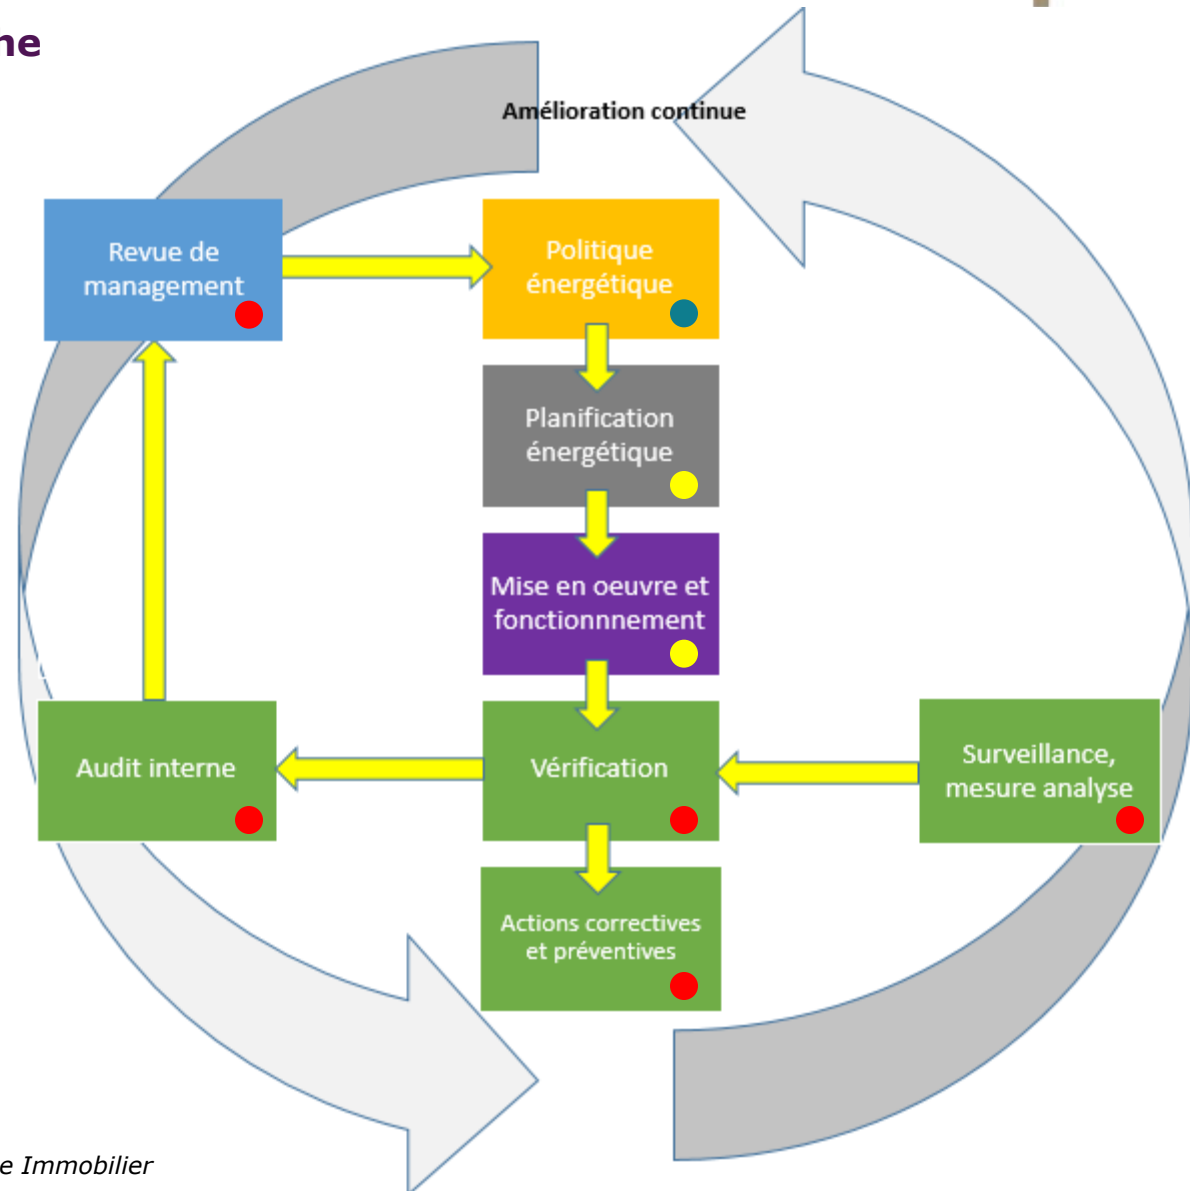 ne
Amélioration continue
Revue de
management
Politique
énergétique
Planification
énergétique
Mise en oeuvre et
fonctionnnement
Audit interne
Vérification
Surveillance,
mesure analyse
Actions correctives
et préventives
e Immobilier